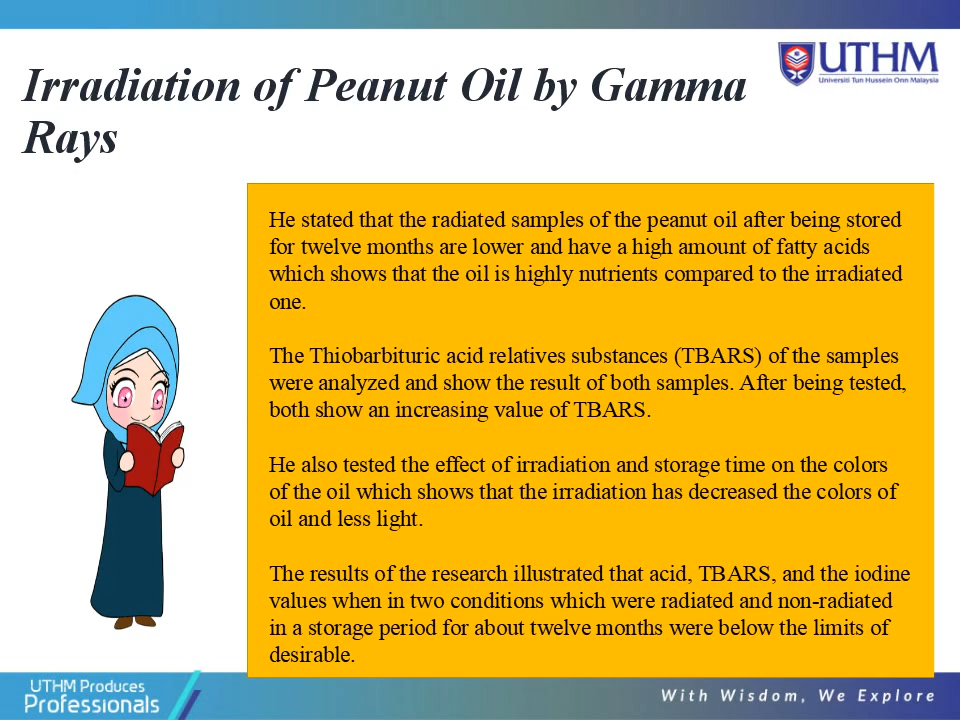 UTHM
Universiti Tun Hussein Onn Malaysia
Irradiation of Peanut Oil by Gamma
Rays
He stated that the radiated samples of the peanut oil after being stored
for twelve months are lower and have a high amount of fatty acids
which shows that the oil is highly nutrients compared to the irradiated
one.
The Thiobarbituric acid relatives substances (TBARS) of the samples
were analyzed and show the result of both samples. After being tested,
both show an increasing value of TBARS.
He also tested the effect of irradiation and storage time on the colors
of the oil which shows that the irradiation has decreased the colors of
oil and less light.
The results of the research illustrated that acid, TBARS, and the iodine
values when in two conditions which were radiated and non-radiated
in a storage period for about twelve months were below the limits of
desirable.
UTHM Produces
Professionals
With Wisdom, We Explore